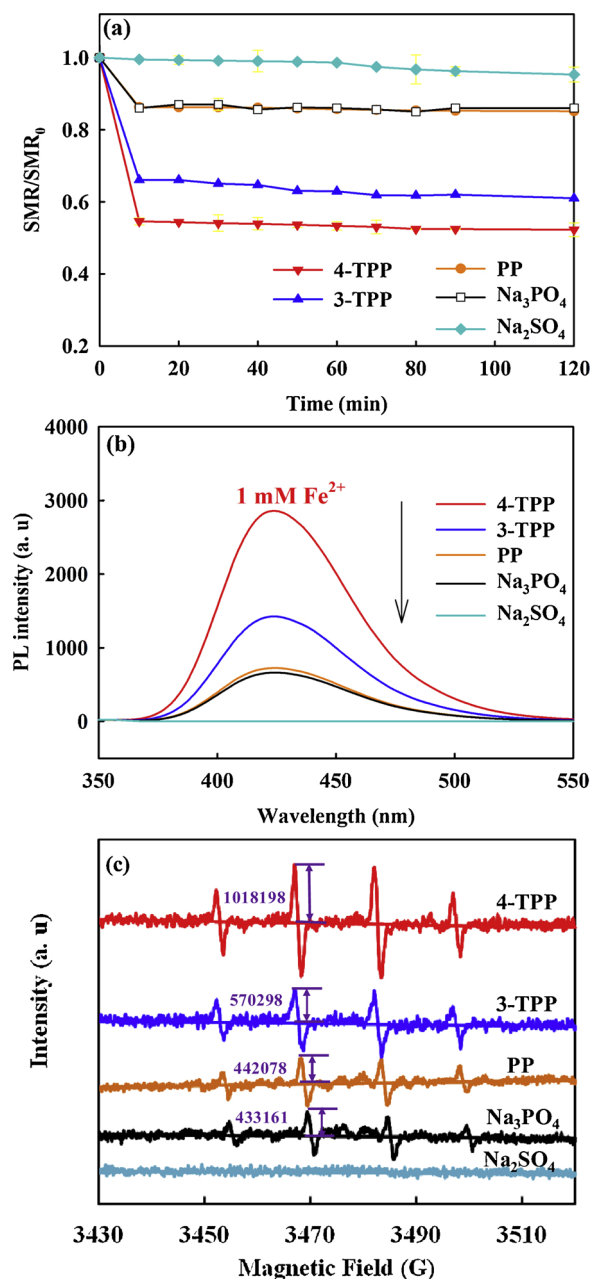 (a)
1.0
0.8
0.6
0.4
0.2
SMR/SMR₀
4-TPP
3-TPP
PP
Na₃PO₄
Na₂SO₄
0 20 40 60 80 100 120
Time (min)
(b)
4000
3000
2000
1000
0
PL intensity (a. u)
1 mM Fe²⁺
4-TPP
3-TPP
PP
Na₃PO₄
Na₂SO₄
350 400 450 500 550
Wavelength (nm)
(c)
Intensity (a. u)
1018198
4-TPP
570298
3-TPP
442078
PP
433161
Na₃PO₄
Na₂SO₄
3430 3450 3470 3490 3510
Magnetic Field (G)